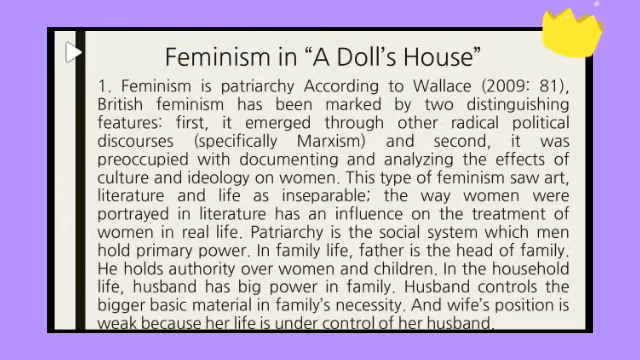 Feminism in “A Doll’s House”
1. Feminism is patriarchy According to Wallace (2009: 81),
British feminism has been marked by two distinguishing
features: first, it emerged through other radical political
discourses (specifically Marxism) and second, it was
preoccupied with documenting and analyzing the effects of
culture and ideology on women. This type of feminism saw art,
literature and life as inseparable; the way women were
portrayed in literature has an influence on the treatment of
women in real life. Patriarchy is the social system which men
hold primary power. In family life, father is the head of family.
He holds authority over women and children. In the household
life, husband has big power in family. Husband controls the
bigger basic material in family’s necessity. And wife’s position is
weak because her life is under control of her husband.